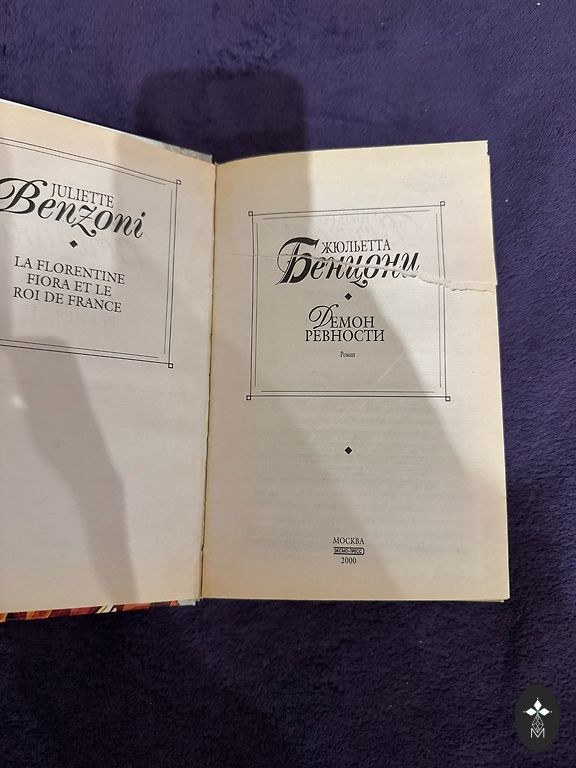 JULIETTE
Benzoni
LA FLORENTINE
FIORA ET LE
ROI DE FRANCE
ЖЮЛЬЕТТА
Бенцони
ДЕМОН
РЕВНОСТИ
Роман
МОСКВА
ЭКСМО-ПРЕСС
2000
M